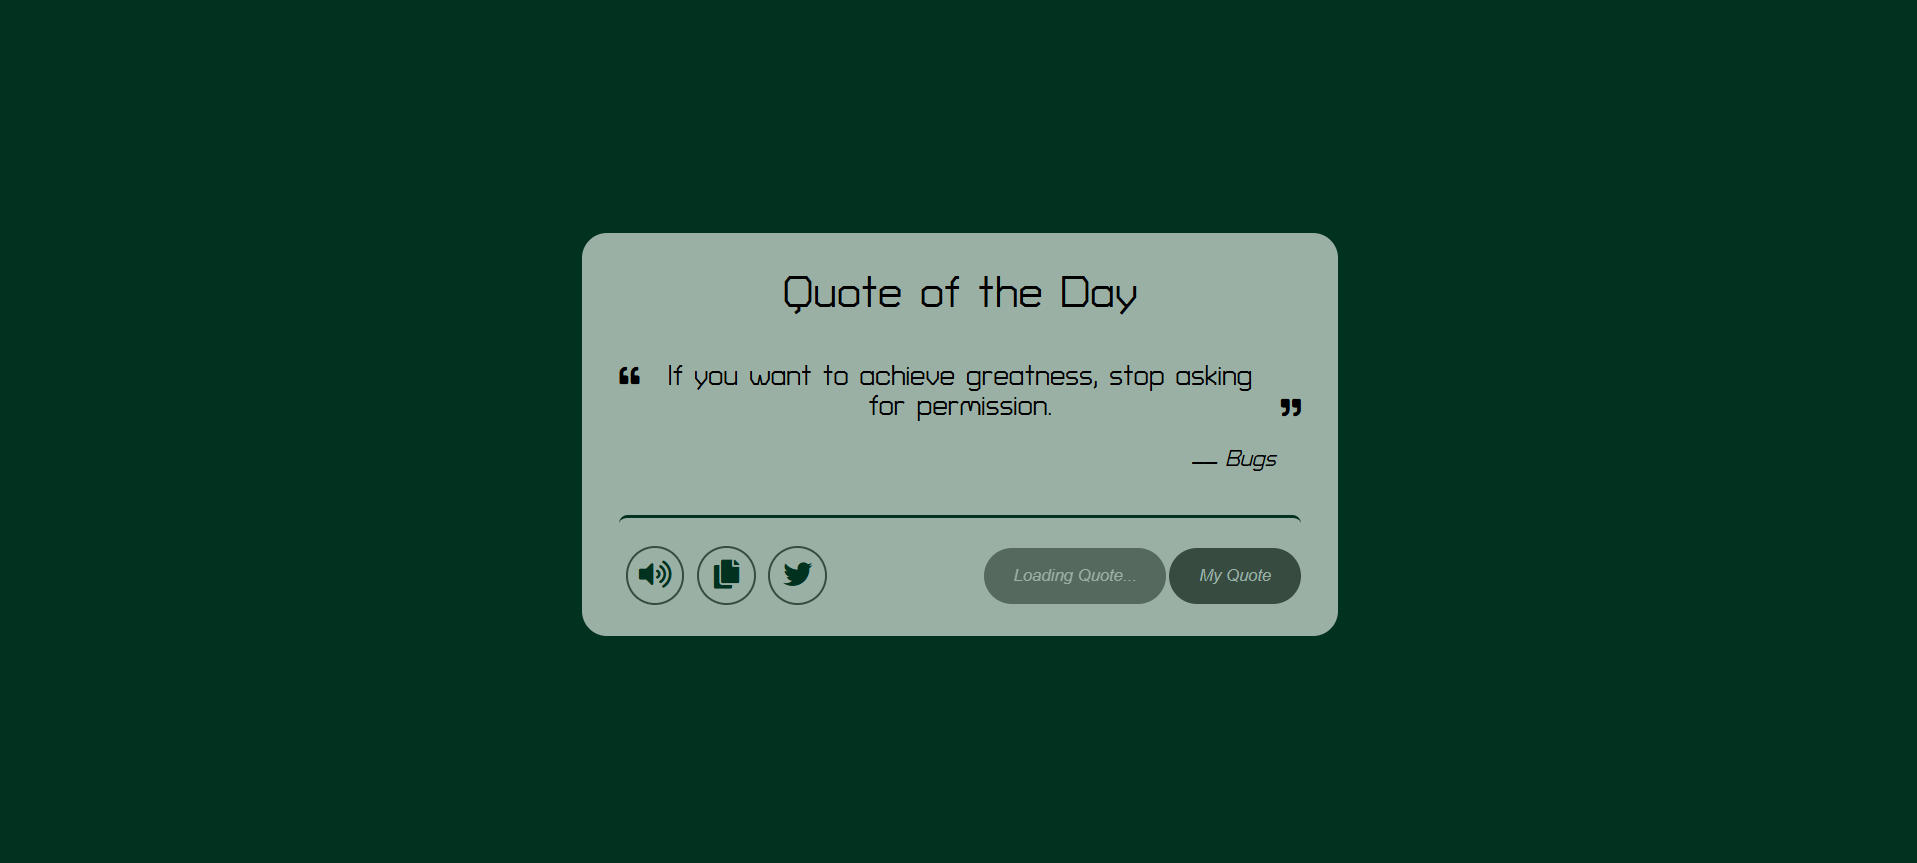 Quote of the Day
“ If you want to achieve greatness, stop asking
for permission. ”
— Bugs
Loading Quote... My Quote